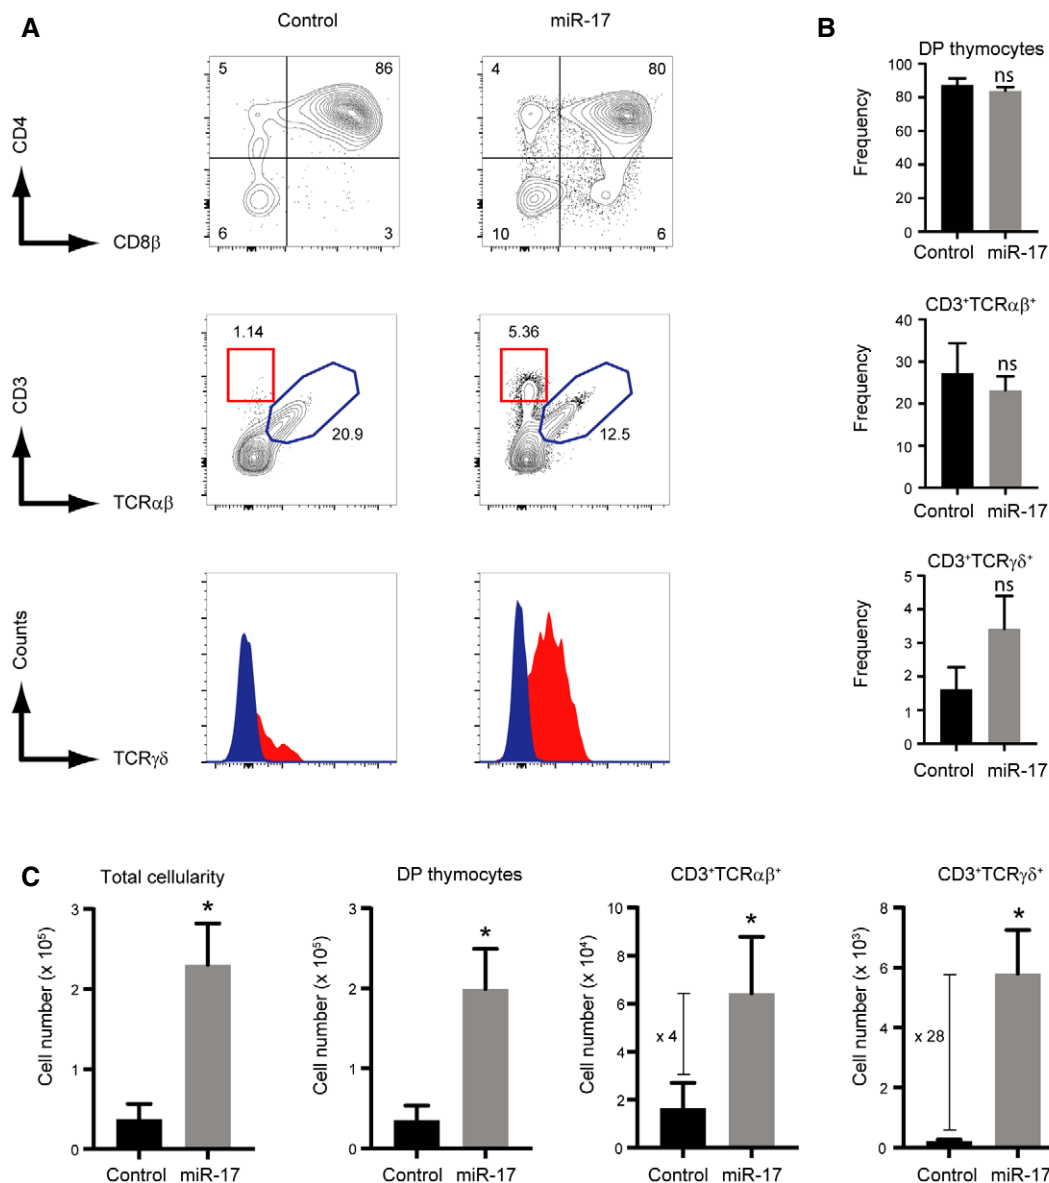 A
Control
miR-17
CD4
CD8β
5
86
6
3
4
80
10
6
CD3
TCRαβ
1.14
20.9
5.36
12.5
Counts
TCRγδ
B
DP thymocytes
Frequency
100
80
60
40
20
0
ns
Control miR-17
CD3⁺TCRαβ⁺
Frequency
40
30
20
10
0
ns
Control miR-17
CD3⁺TCRγδ⁺
Frequency
5
4
3
2
1
0
ns
Control miR-17
C
Total cellularity
Cell number (x 10⁵)
3
2
1
0
*
Control miR-17
DP thymocytes
Cell number (x 10⁵)
3
2
1
0
*
Control miR-17
CD3⁺TCRαβ⁺
Cell number (x 10⁴)
10
8
6
4
2
0
x 4
*
Control miR-17
CD3⁺TCRγδ⁺
Cell number (x 10³)
8
6
4
2
0
x 28
*
Control miR-17